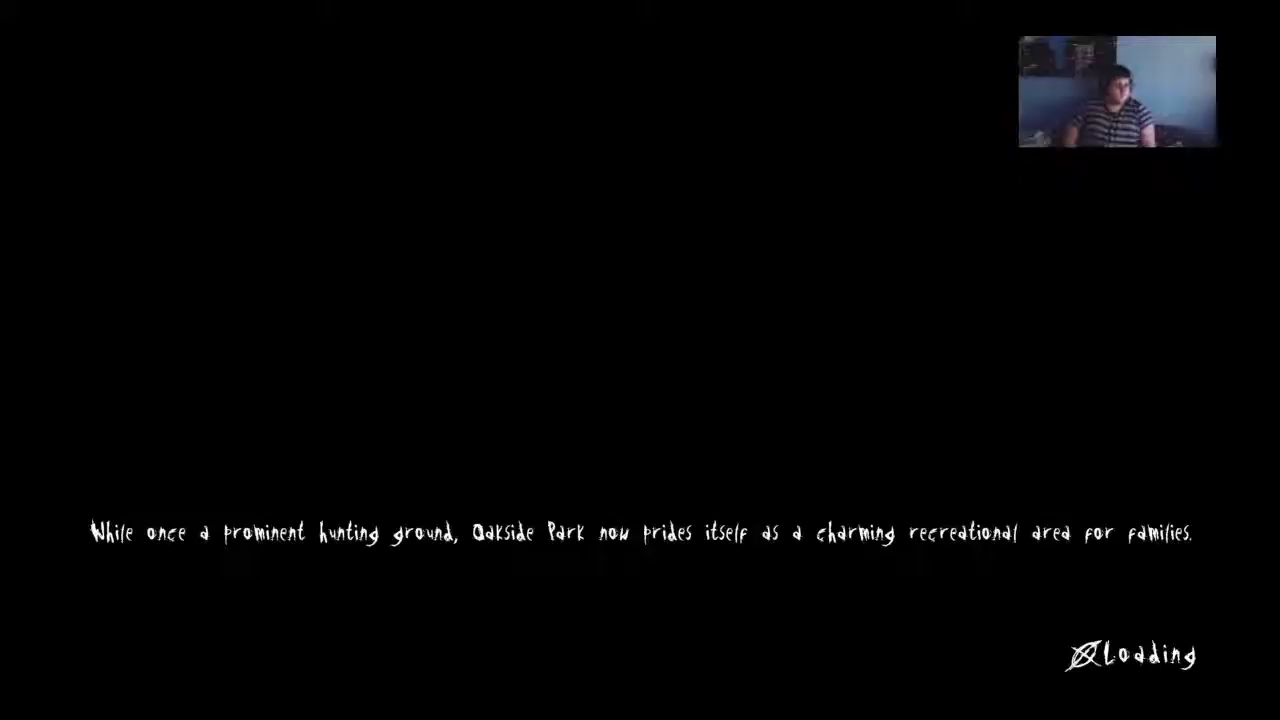 While once a prominent hunting ground, Oakside Park now prides itself as a charming recreational area for families.
Loading